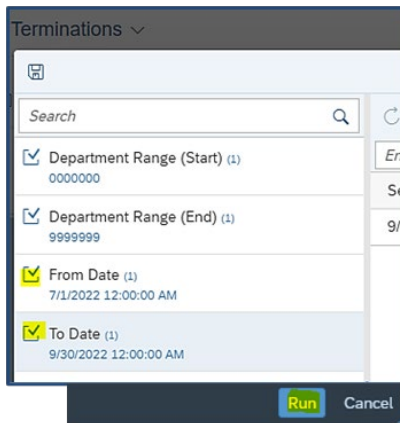 Terminations
Search
Department Range (Start) (1)
0000000
En
Department Range (End) (1)
9999999
Se
9/
From Date (1)
7/1/2022 12:00:00 AM
To Date (1)
9/30/2022 12:00:00 AM
Run Cancel